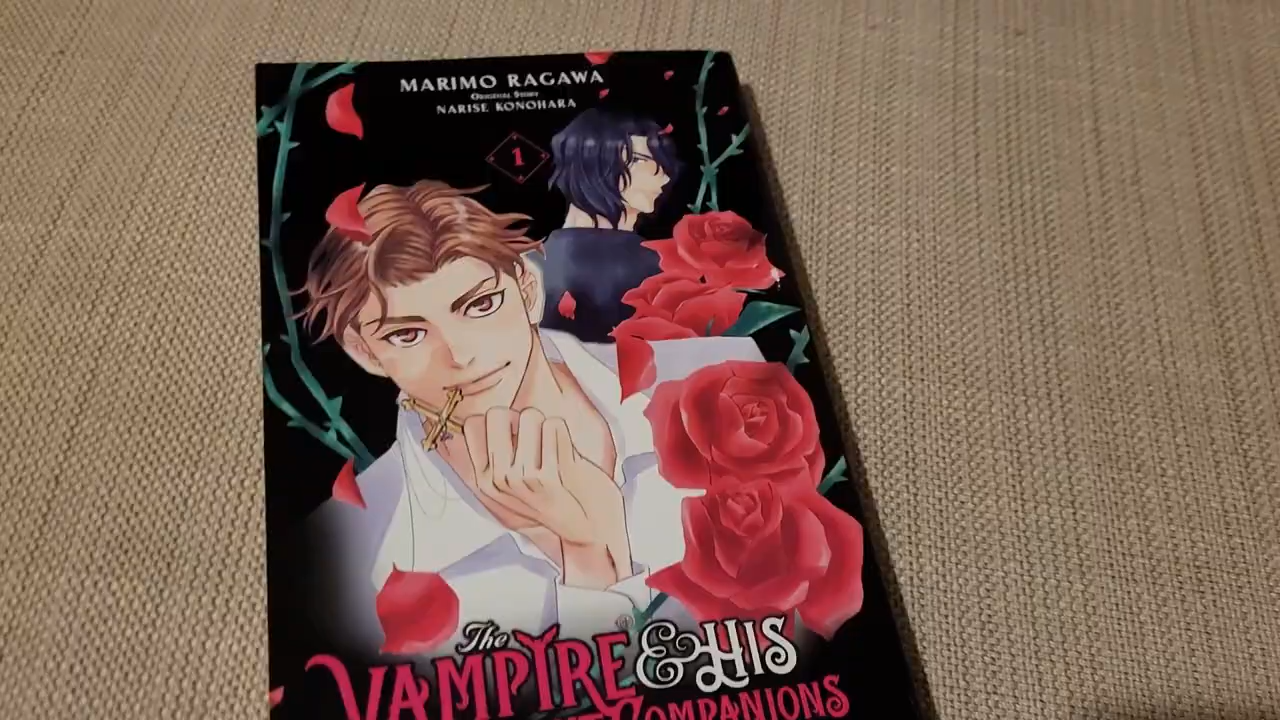 MARIMO RAGAWA
ORIGINAL STORY
NARISE KONOHARA
1
The
VAMPIRE & HIS
COMPANIONS